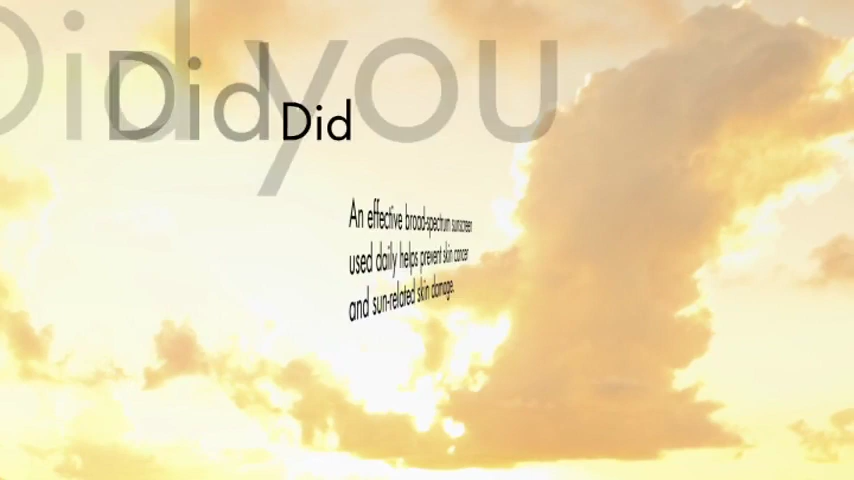 Did you
Did
Did
An effective broad-spectrum sunscreen
used daily helps prevent skin cancer
and sun-related skin damage.